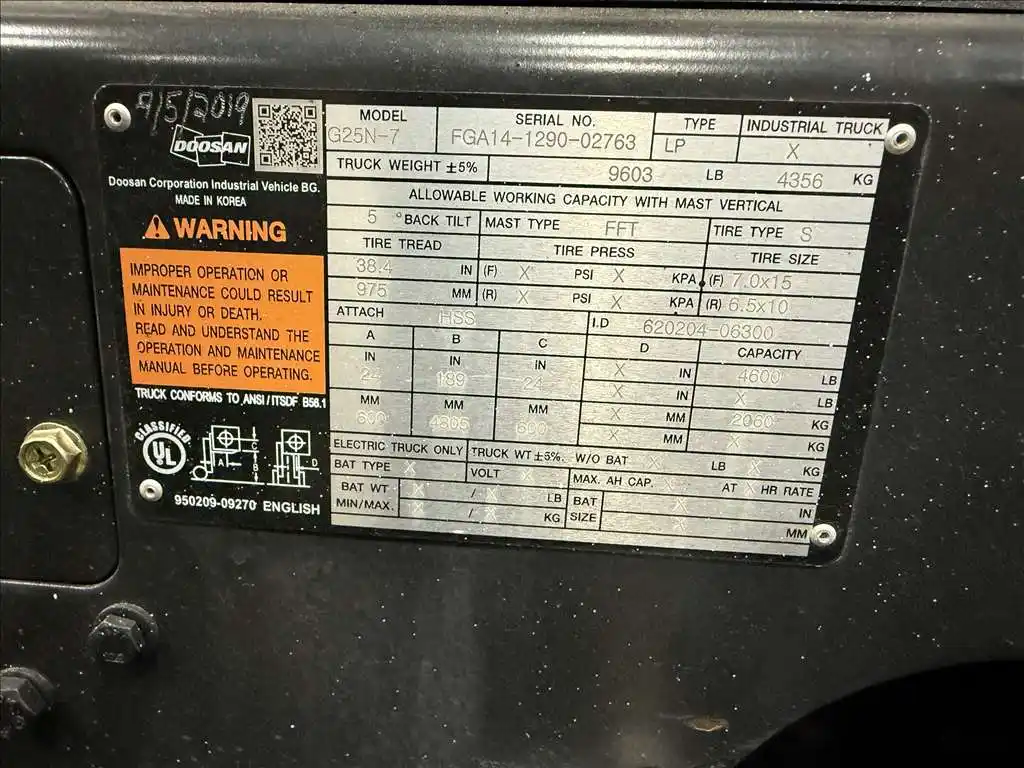 9/5/2019
DOOSAN
Doosan Corporation Industrial Vehicle BG.
MADE IN KOREA
WARNING
IMPROPER OPERATION OR
MAINTENANCE COULD RESULT
IN INJURY OR DEATH.
READ AND UNDERSTAND THE
OPERATION AND MAINTENANCE
MANUAL BEFORE OPERATING.
TRUCK CONFORMS TO ANSI/ITSDF B56.1
CLASSIFIED
UL
A B C D
950209-09270 ENGLISH
MODEL SERIAL NO. TYPE INDUSTRIAL TRUCK
G25N-7 FGA14-1290-02763 LP X
TRUCK WEIGHT ±5% 9603 LB 4356 KG
ALLOWABLE WORKING CAPACITY WITH MAST VERTICAL
5 °BACK TILT MAST TYPE FFT TIRE TYPE S
TIRE TREAD TIRE PRESS TIRE SIZE
38.4 IN (F) X PSI X KPA (F) 7.0x15
975 MM (R) X PSI X KPA (R) 6.5x10
ATTACH HSS I.D 620204-06300
A B C D CAPACITY
IN IN IN X IN 4600 LB
24 189 24 X IN X LB
MM MM MM X MM 2060 KG
600 4805 600 X MM X KG
ELECTRIC TRUCK ONLY TRUCK WT ±5%. W/O BAT X LB X KG
BAT TYPE X VOLT X MAX. AH CAP. X AT X HR RATE
BAT WT X / X LB BAT X IN
MIN/MAX. X / X KG SIZE X MM